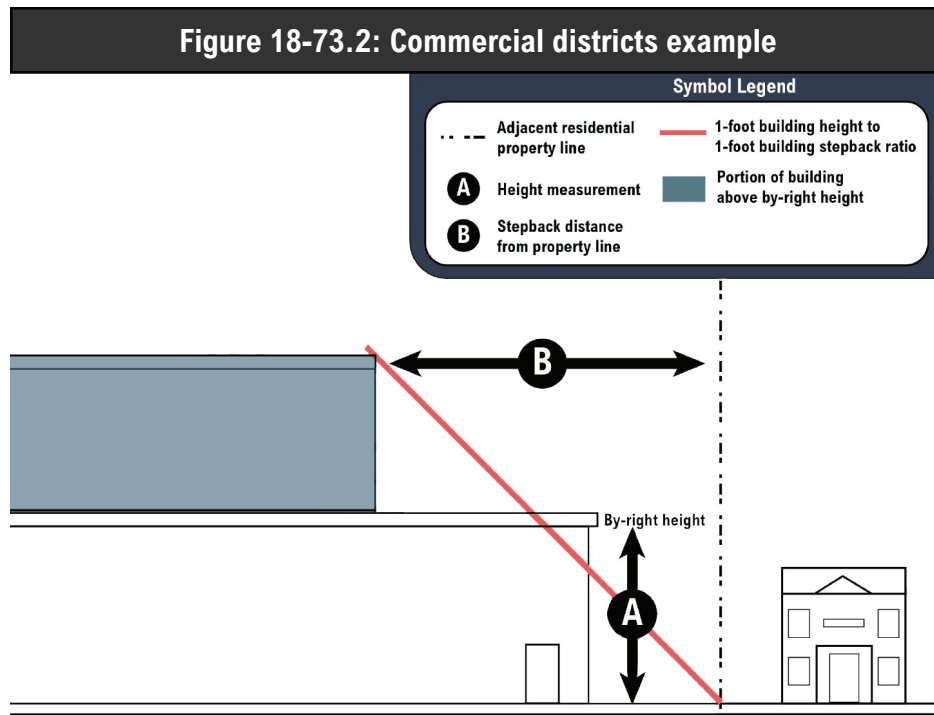 Figure 18-73.2: Commercial districts example
Symbol Legend
Adjacent residential
property line
1-foot building height to
1-foot building stepback ratio
A
Height measurement
Portion of building
above by-right height
B
Stepback distance
from property line
B
By-right height
A